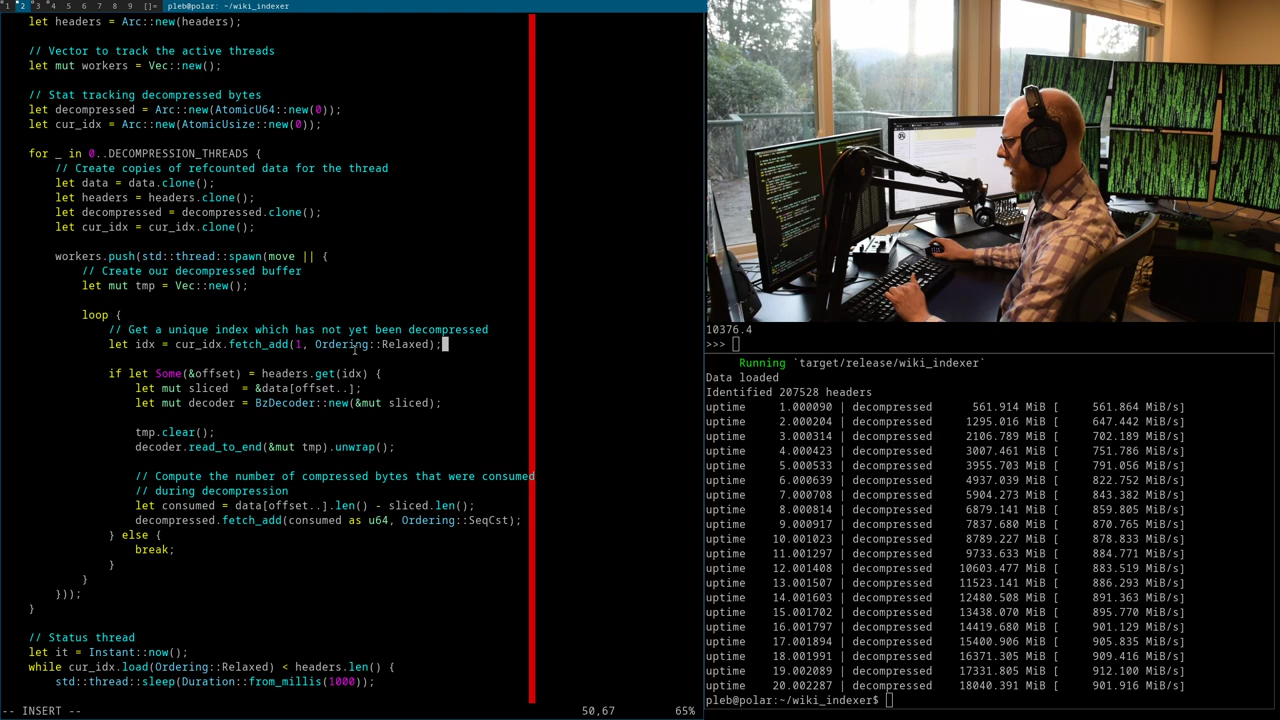 1 2 3 4 5 6 7 8 9 []= pleb@polar: ~/wiki_indexer
let headers = Arc::new(headers);
// Vector to track the active threads
let mut workers = Vec::new();
// Stat tracking decompressed bytes
let decompressed = Arc::new(AtomicU64::new(0));
let cur_idx = Arc::new(AtomicUsize::new(0));
for _ in 0..DECOMPRESSION_THREADS {
// Create copies of refcounted data for the thread
let data = data.clone();
let headers = headers.clone();
let decompressed = decompressed.clone();
let cur_idx = cur_idx.clone();
workers.push(std::thread::spawn(move || {
// Create our decompressed buffer
let mut tmp = Vec::new();
loop {
// Get a unique index which has not yet been decompressed
let idx = cur_idx.fetch_add(1, Ordering::Relaxed);
if let Some(&offset) = headers.get(idx) {
let mut sliced  = &data[offset..];
let mut decoder = BzDecoder::new(&mut sliced);
tmp.clear();
decoder.read_to_end(&mut tmp).unwrap();
// Compute the number of compressed bytes that were consumed
// during decompression
let consumed = data[offset..].len() - sliced.len();
decompressed.fetch_add(consumed as u64, Ordering::SeqCst);
} else {
break;
}
}
}));
}
// Status thread
let it = Instant::now();
while cur_idx.load(Ordering::Relaxed) < headers.len() {
std::thread::sleep(Duration::from_millis(1000));
-- INSERT -- 50,67 65%
10376.4
>>>
Running `target/release/wiki_indexer`
Data loaded
Identified 207528 headers
uptime 1.000090 | decompressed 561.914 MiB [ 561.864 MiB/s]
uptime 2.000204 | decompressed 1295.016 MiB [ 647.442 MiB/s]
uptime 3.000314 | decompressed 2106.789 MiB [ 702.189 MiB/s]
uptime 4.000423 | decompressed 3007.461 MiB [ 751.786 MiB/s]
uptime 5.000533 | decompressed 3955.703 MiB [ 791.056 MiB/s]
uptime 6.000639 | decompressed 4937.039 MiB [ 822.752 MiB/s]
uptime 7.000708 | decompressed 5904.273 MiB [ 843.382 MiB/s]
uptime 8.000814 | decompressed 6879.141 MiB [ 859.805 MiB/s]
uptime 9.000917 | decompressed 7837.680 MiB [ 870.765 MiB/s]
uptime 10.001023 | decompressed 8789.227 MiB [ 878.833 MiB/s]
uptime 11.001297 | decompressed 9733.633 MiB [ 884.771 MiB/s]
uptime 12.001408 | decompressed 10603.477 MiB [ 883.519 MiB/s]
uptime 13.001507 | decompressed 11523.141 MiB [ 886.293 MiB/s]
uptime 14.001603 | decompressed 12480.508 MiB [ 891.363 MiB/s]
uptime 15.001702 | decompressed 13438.070 MiB [ 895.770 MiB/s]
uptime 16.001797 | decompressed 14419.680 MiB [ 901.129 MiB/s]
uptime 17.001894 | decompressed 15400.906 MiB [ 905.835 MiB/s]
uptime 18.001991 | decompressed 16371.305 MiB [ 909.416 MiB/s]
uptime 19.002089 | decompressed 17331.805 MiB [ 912.100 MiB/s]
uptime 20.002287 | decompressed 18040.391 MiB [ 901.916 MiB/s]
pleb@polar:~/wiki_indexer$